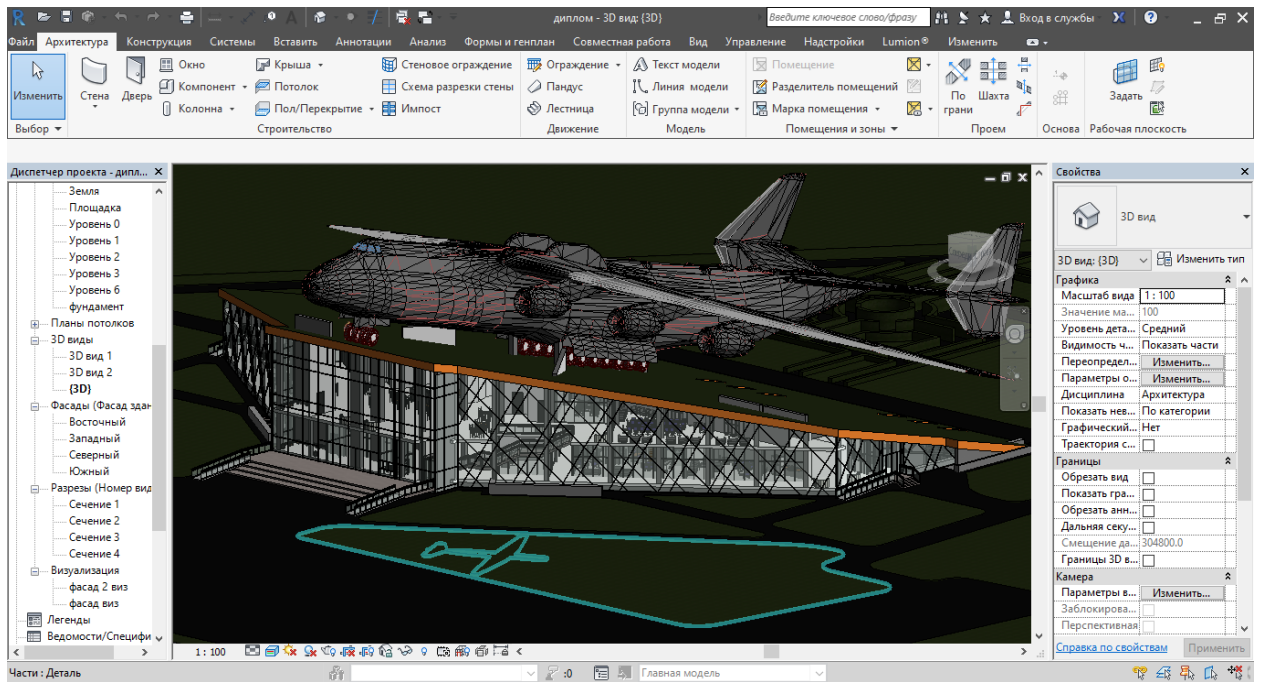 диплом - 3D вид: {3D}
Введите ключевое слово/фразу
Вход в службы
Файл Архитектура Конструкция Системы Вставить Аннотации Анализ Формы и генплан Совместная работа Вид Управление Надстройки Lumion® Изменить
Изменить
Стена
Дверь
Окно
Компонент
Колонна
Крыша
Потолок
Пол/Перекрытие
Стеновое ограждение
Схема разрезки стены
Импост
Ограждение
Пандус
Лестница
Текст модели
Линия модели
Группа модели
Помещение
Разделитель помещений
Марка помещения
По грани
Шахта
Задать
Выбор
Строительство
Движение
Модель
Помещения и зоны
Проем
Основа
Рабочая плоскость
Диспетчер проекта - дипл...
Земля
Площадка
Уровень 0
Уровень 1
Уровень 2
Уровень 3
Уровень 6
фундамент
Планы потолков
3D виды
3D вид 1
3D вид 2
{3D}
Фасады (Фасад здан
Восточный
Западный
Северный
Южный
Разрезы (Номер вид
Сечение 1
Сечение 2
Сечение 3
Сечение 4
Визуализация
фасад 2 виз
фасад виз
Легенды
Ведомости/Специфи
Свойства
3D вид
3D вид: {3D}
Изменить тип
Графика
Масштаб вида 1 : 100
Значение ма... 100
Уровень дета... Средний
Видимость ч... Показать части
Переопредел... Изменить...
Параметры о... Изменить...
Дисциплина Архитектура
Показать нев... По категории
Графический... Нет
Траектория с...
Границы
Обрезать вид
Показать гра...
Обрезать анн...
Дальняя секу...
Смещение да... 304800.0
Границы 3D в...
Камера
Параметры в... Изменить...
Заблокирова...
Перспективная
Справка по свойствам
Применить
1 : 100
Части : Деталь
:0
Главная модель